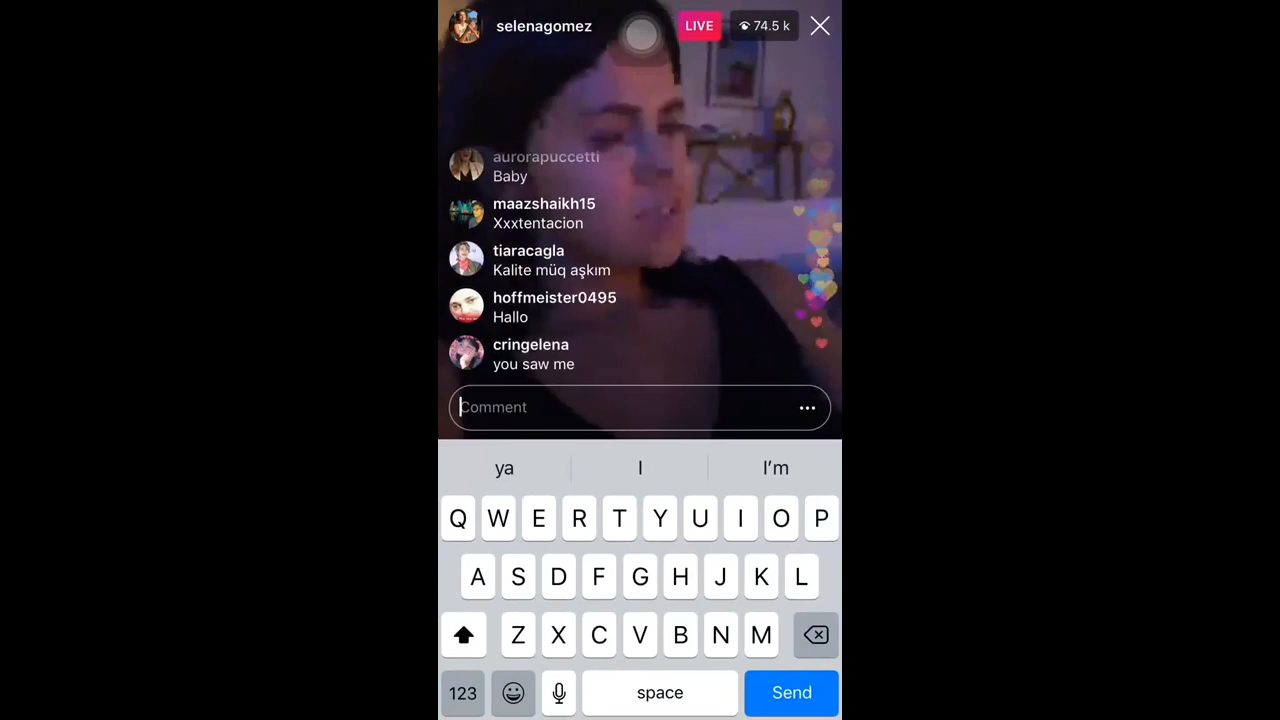 selenagomez
LIVE
74.5 k
aurorapuccetti
Baby
maazshaikh15
Xxxtentacion
tiaracagla
Kalite müq aşkım
hoffmeister0495
Hallo
cringelena
you saw me
Comment
ya I I’m
Q W E R T Y U I O P
A S D F G H J K L
Z X C V B N M
123 space Send